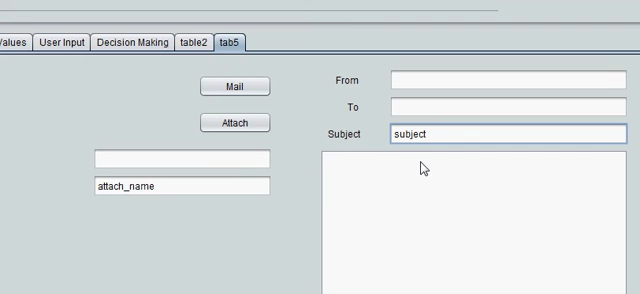 Values User Input Decision Making table2 tab5
Mail From
To
Attach Subject subject
attach_name